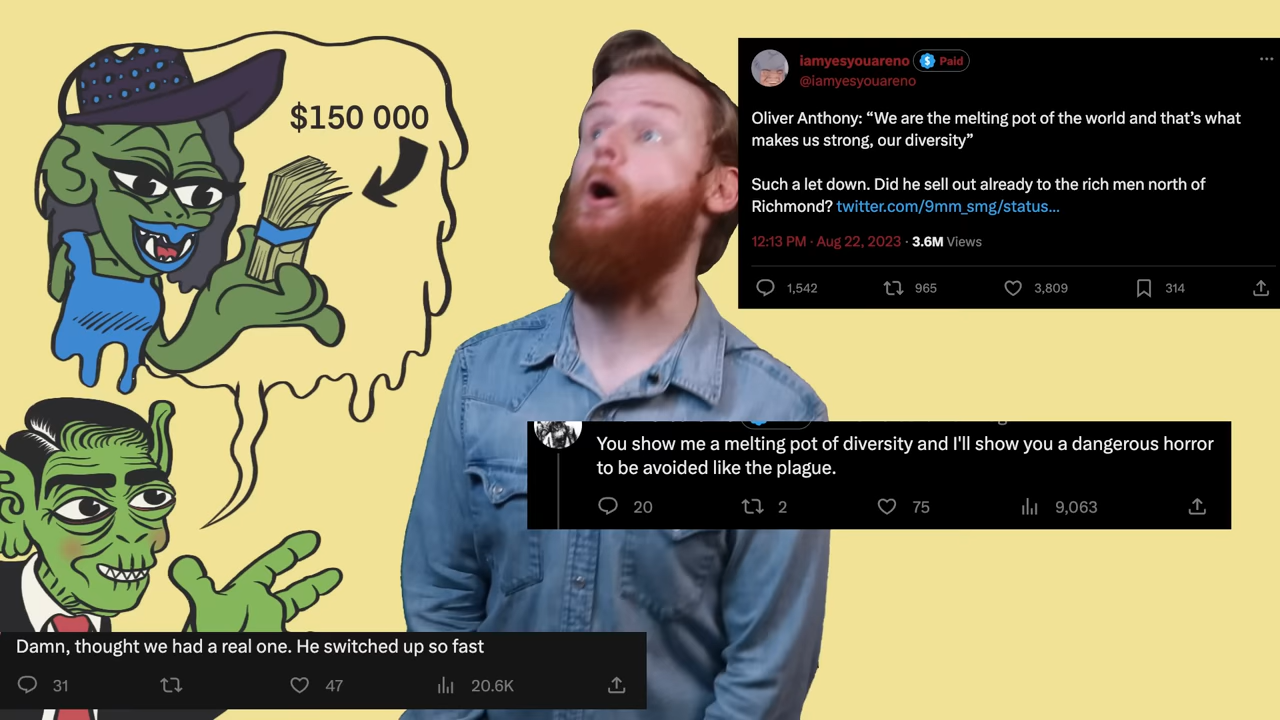 $150 000
iamyesyouareno Paid
@iamyesyouareno
Oliver Anthony: “We are the melting pot of the world and that’s what
makes us strong, our diversity”
Such a let down. Did he sell out already to the rich men north of
Richmond? twitter.com/9mm_smg/status...
12:13 PM · Aug 22, 2023 · 3.6M Views
1,542 965 3,809 314
You show me a melting pot of diversity and I'll show you a dangerous horror
to be avoided like the plague.
20 2 75 9,063
Damn, thought we had a real one. He switched up so fast
31 47 20.6K